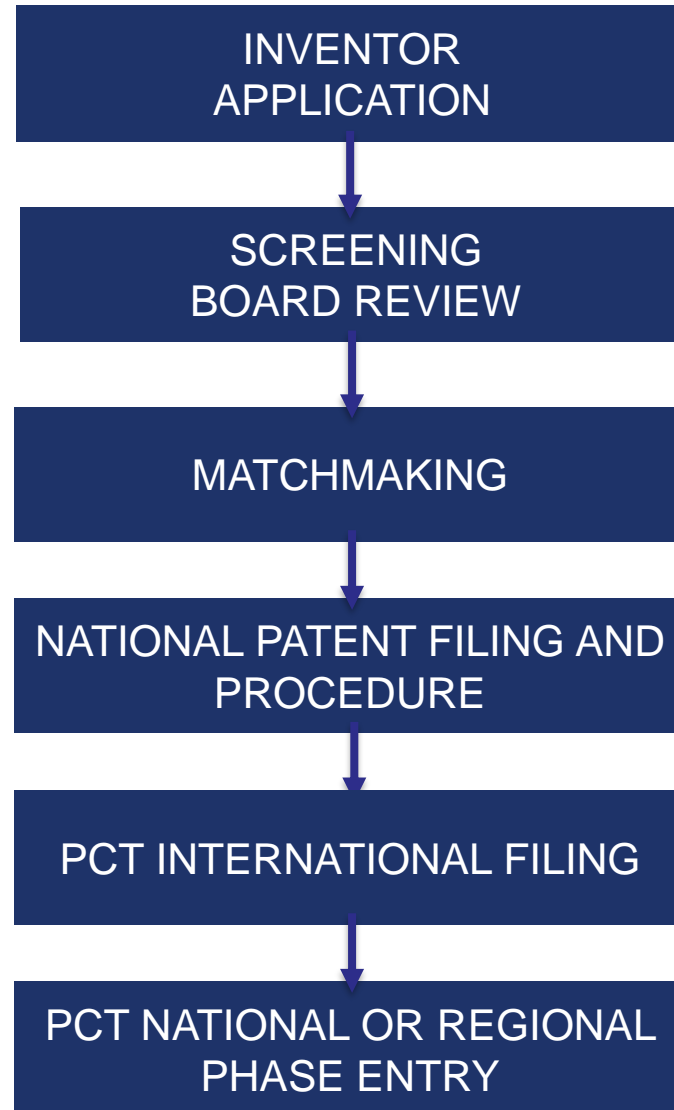 INVENTOR
APPLICATION
SCREENING
BOARD REVIEW
MATCHMAKING
NATIONAL PATENT FILING AND
PROCEDURE
PCT INTERNATIONAL FILING
PCT NATIONAL OR REGIONAL
PHASE ENTRY